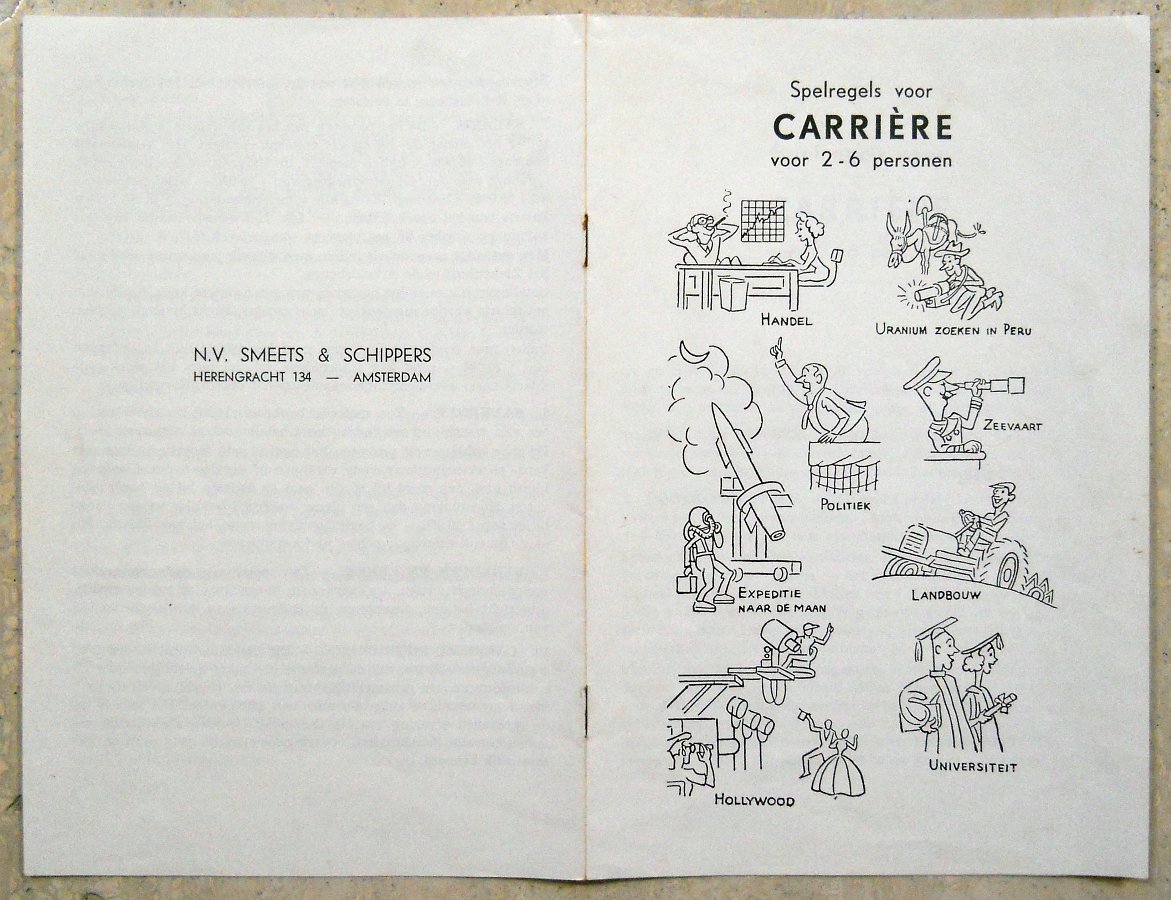 N.V. SMEETS & SCHIPPERS
HERENGRACHT 134 — AMSTERDAM
Spelregels voor
CARRIÈRE
voor 2-6 personen
HANDEL
URANIUM ZOEKEN IN PERU
ZEEVAART
POLITIEK
EXPEDITIE
NAAR DE MAAN
LANDBOUW
UNIVERSITEIT
HOLLYWOOD